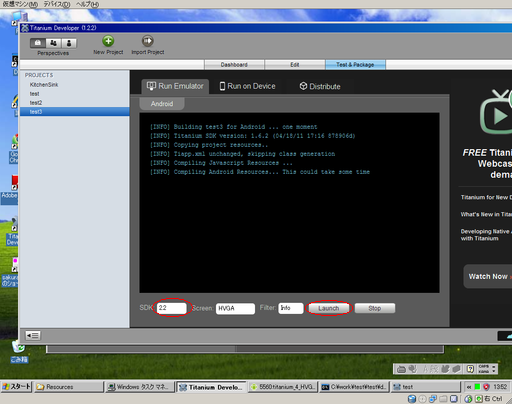 仮想マシン(M) デバイス(D) ヘルプ(H)
Titanium Developer (1.2.2)
Perspectives
New Project
Import Project
Dashboard
Edit
Test & Package
PROJECTS
KitchenSink
test
test2
test3
Run Emulator
Run on Device
Distribute
Android
[INFO] Building test3 for Android ... one moment
[INFO] Titanium SDK version: 1.6.2 (04/18/11 17:16 878906d)
[INFO] Copying project resources..
[INFO] Tiapp.xml unchanged, skipping class generation
[INFO] Compiling Javascript Resources ...
[INFO] Compiling Android Resources... This could take some time
FREE Titani
Webcas
dema
Titanium for New D
What's New in Titan
Developing Native A
with Titanium
Watch Now
SDK: 2.2 Screen: HVGA Filter: Info Launch Stop
Adobe
Titan
Deve
sakur
のショ
ごみ箱
CAPS
KANA
スタート
Resources
Windows タスク マネ...
Titanium Develo...
5560:titanium_4_HVG...
C:¥work¥test¥test¥d...
test
13:52
右 Ctrl